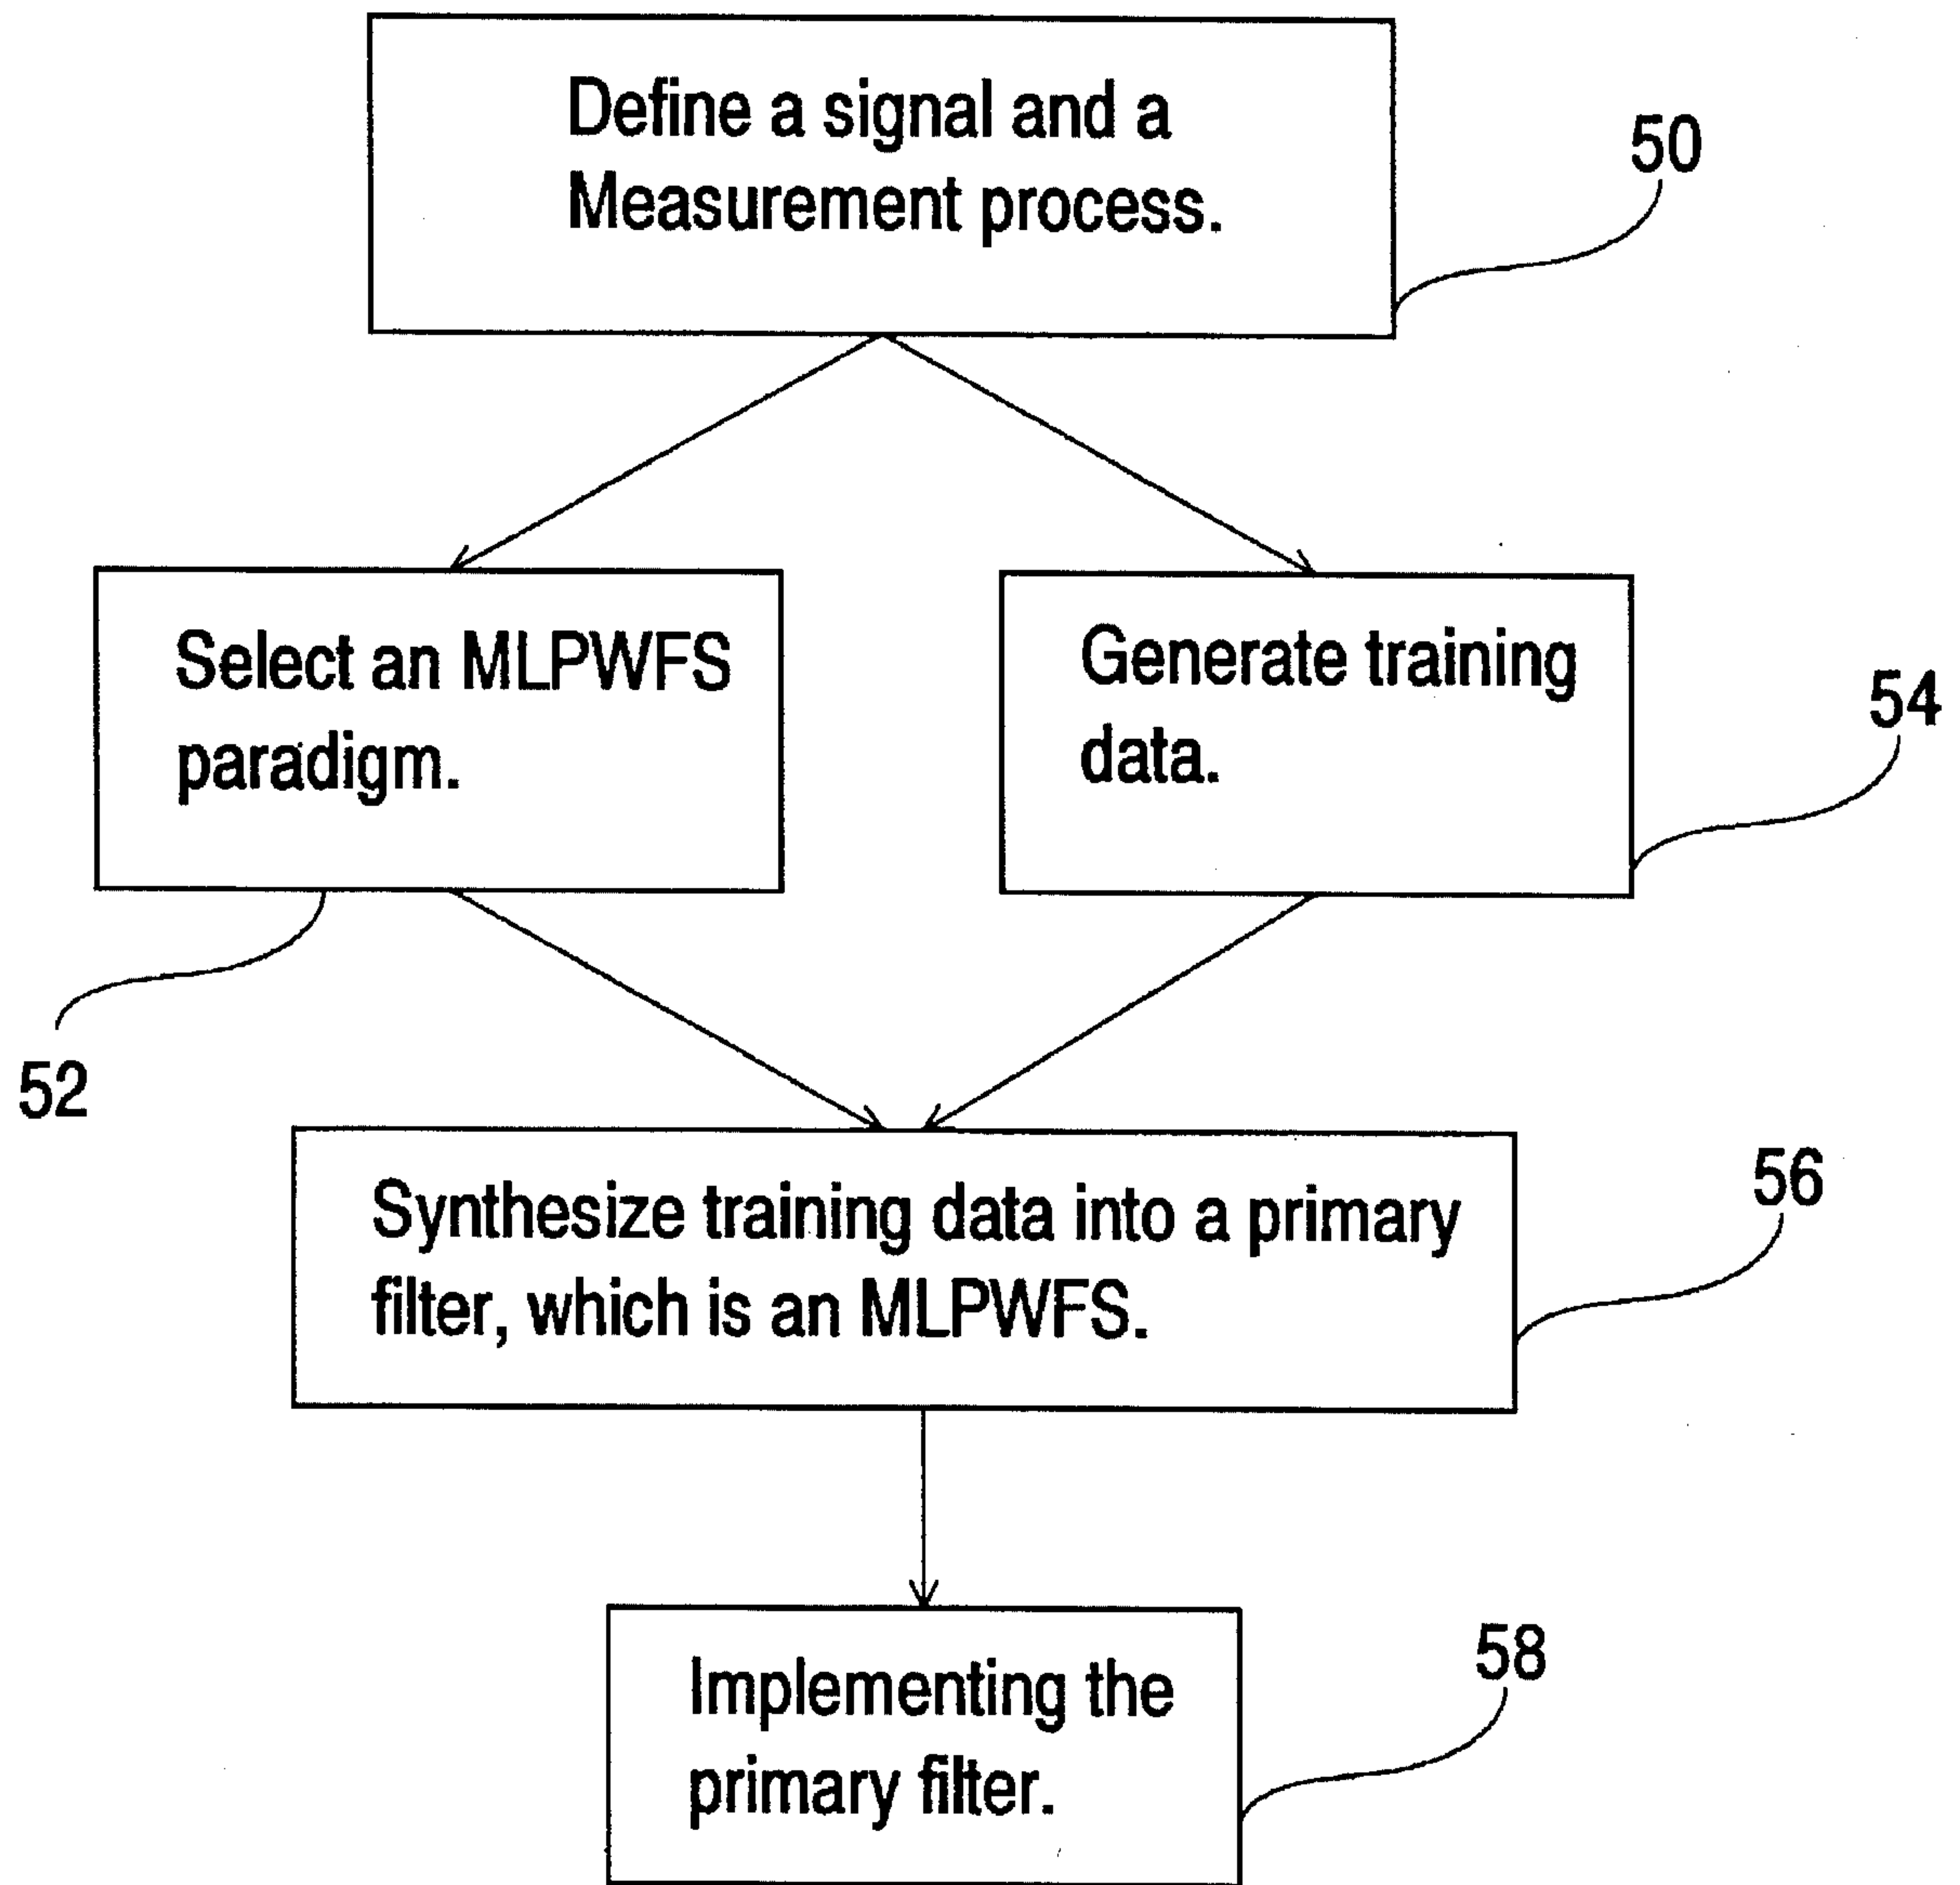 Define a signal and a
Measurement process.
50
Select an MLPWFS
paradigm.
Generate training
data.
54
52
Synthesize training data into a primary
filter, which is an MLPWFS.
56
Implementing the
primary filter.
58